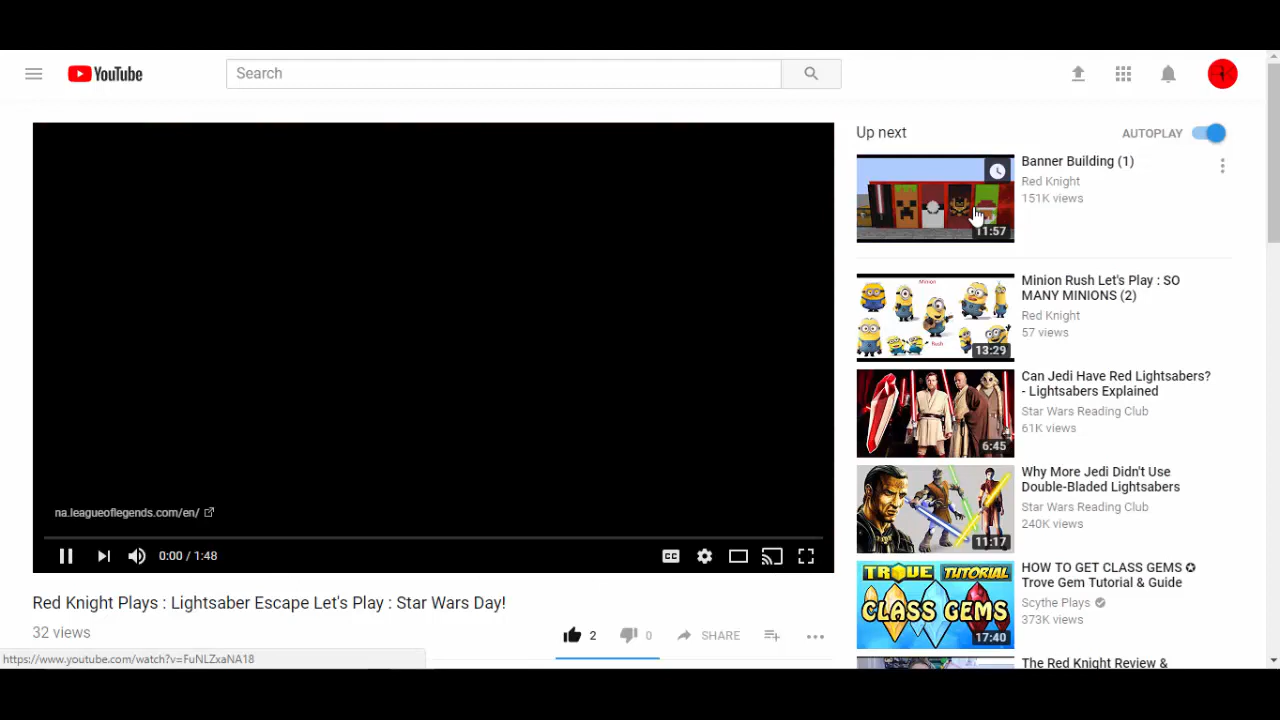 YouTube
Search
Up next
AUTOPLAY
Banner Building (1)
Red Knight
151K views
11:57
Minion Rush Let's Play : SO
MANY MINIONS (2)
Red Knight
57 views
Minion
Rush
13:29
Can Jedi Have Red Lightsabers?
- Lightsabers Explained
Star Wars Reading Club
61K views
6:45
Why More Jedi Didn't Use
Double-Bladed Lightsabers
Star Wars Reading Club
240K views
11:17
HOW TO GET CLASS GEMS ✪
Trove Gem Tutorial & Guide
Scythe Plays
373K views
TROVE TUTORIAL
CLASS GEMS
17:40
The Red Knight Review &
na.leagueoflegends.com/en/
0:00 / 1:48
CC
Red Knight Plays : Lightsaber Escape Let's Play : Star Wars Day!
32 views
2
0
SHARE
https://www.youtube.com/watch?v=FuNLZxaNA18